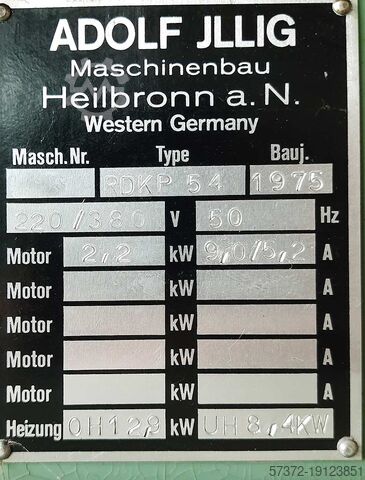 ADOLF JLLIG
Maschinenbau
Heilbronn a. N.
Western Germany
Masch.Nr. Type Bauj.
RDKP 54 1975
220/380 V 50 Hz
Motor 2,2 kW 9,0/5,2 A
Motor kW A
Motor kW A
Motor kW A
Motor kW A
Heizung OH12,9 kW UH 8,4KW
57372-19123851